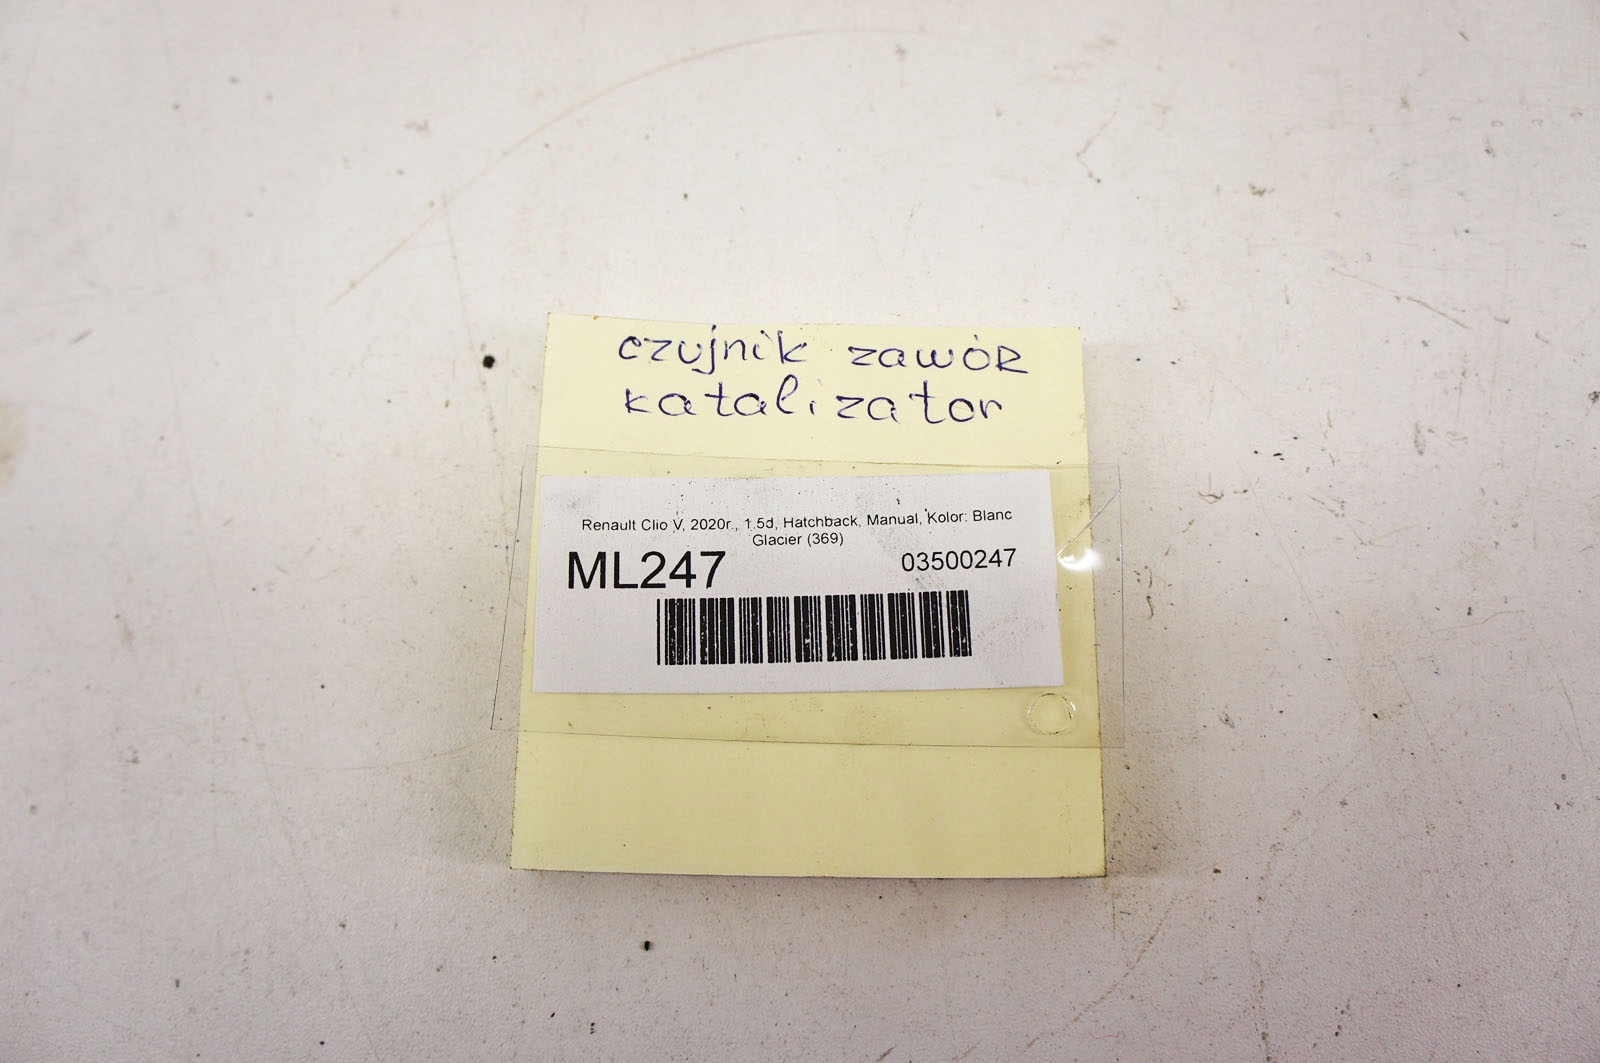 czujnik zawór
katalizator
Renault Clio V, 2020r., 1.5d, Hatchback, Manual, Kolor: Blanc
Glacier (369)
ML247 03500247